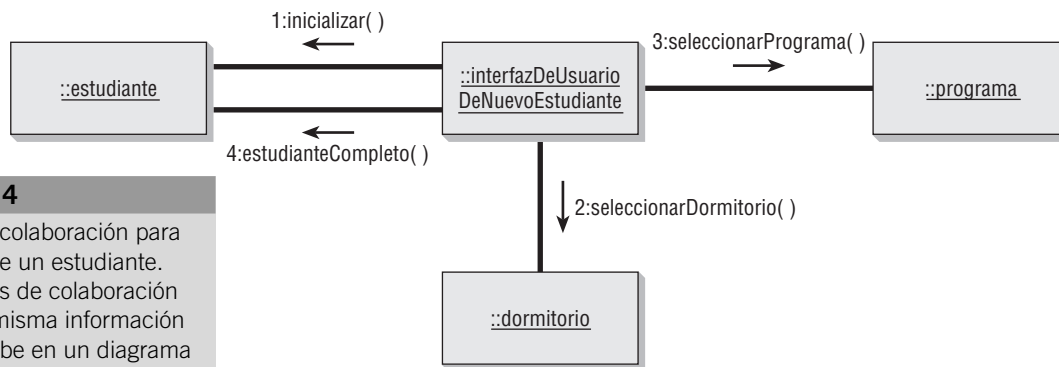 1:inicializar( )
3:seleccionarPrograma( )
::estudiante
::interfazDeUsuario
DeNuevoEstudiante
::programa
4:estudianteCompleto( )
2:seleccionarDormitorio( )
::dormitorio
4
colaboración para
e un estudiante.
s de colaboración
misma información
be en un diagrama